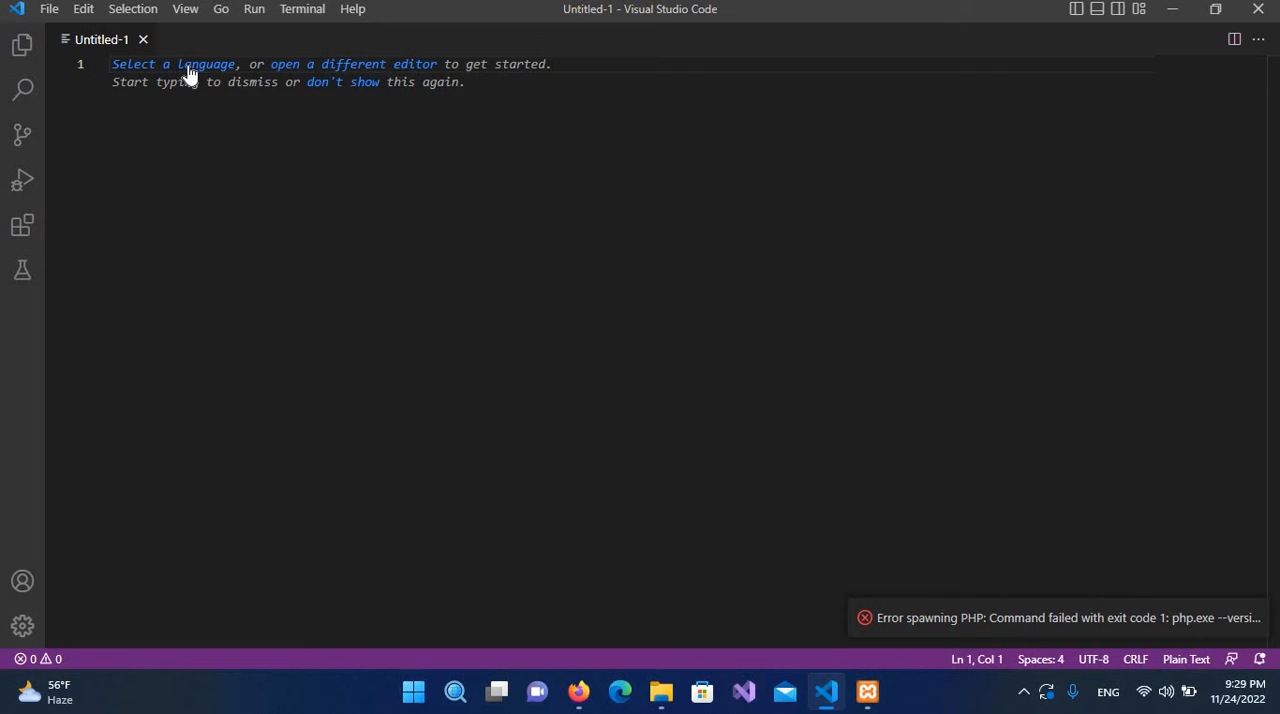 File Edit Selection View Go Run Terminal Help
Untitled-1 - Visual Studio Code
Untitled-1
1
Select a language, or open a different editor to get started.
Start typing to dismiss or don't show this again.
Error spawning PHP: Command failed with exit code 1: php.exe --versi...
0 0
Ln 1, Col 1 Spaces: 4 UTF-8 CRLF Plain Text
56°F
Haze
ENG
9:29 PM
11/24/2022